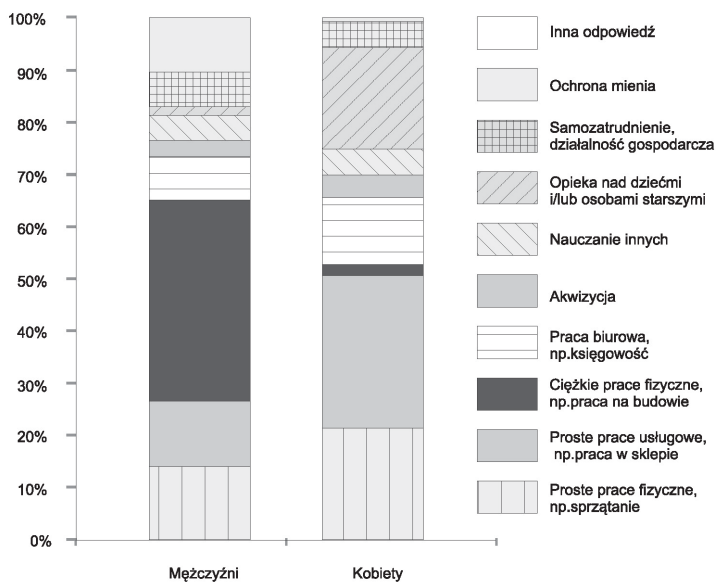 100%
90%
80%
70%
60%
50%
40%
30%
20%
10%
0%
Mężczyźni
Kobiety
Inna odpowiedź
Ochrona mienia
Samozatrudnienie,
działalność gospodarcza
Opieka nad dziećmi
i/lub osobami starszymi
Nauczanie innych
Akwizycja
Praca biurowa,
np.księgowość
Ciężkie prace fizyczne,
np.praca na budowie
Proste prace usługowe,
np.praca w sklepie
Proste prace fizyczne,
np.sprzątanie